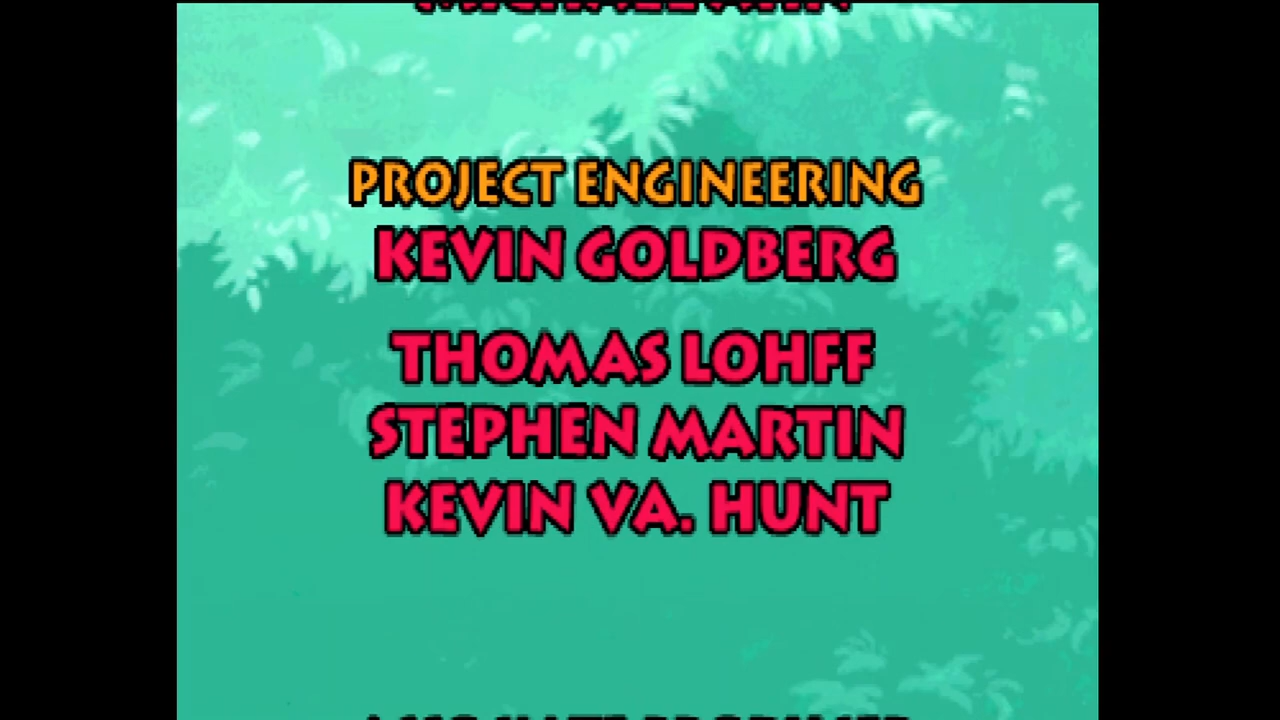 PROJECT ENGINEERING
KEVIN GOLDBERG
THOMAS LOHFF
STEPHEN MARTIN
KEVIN VA. HUNT